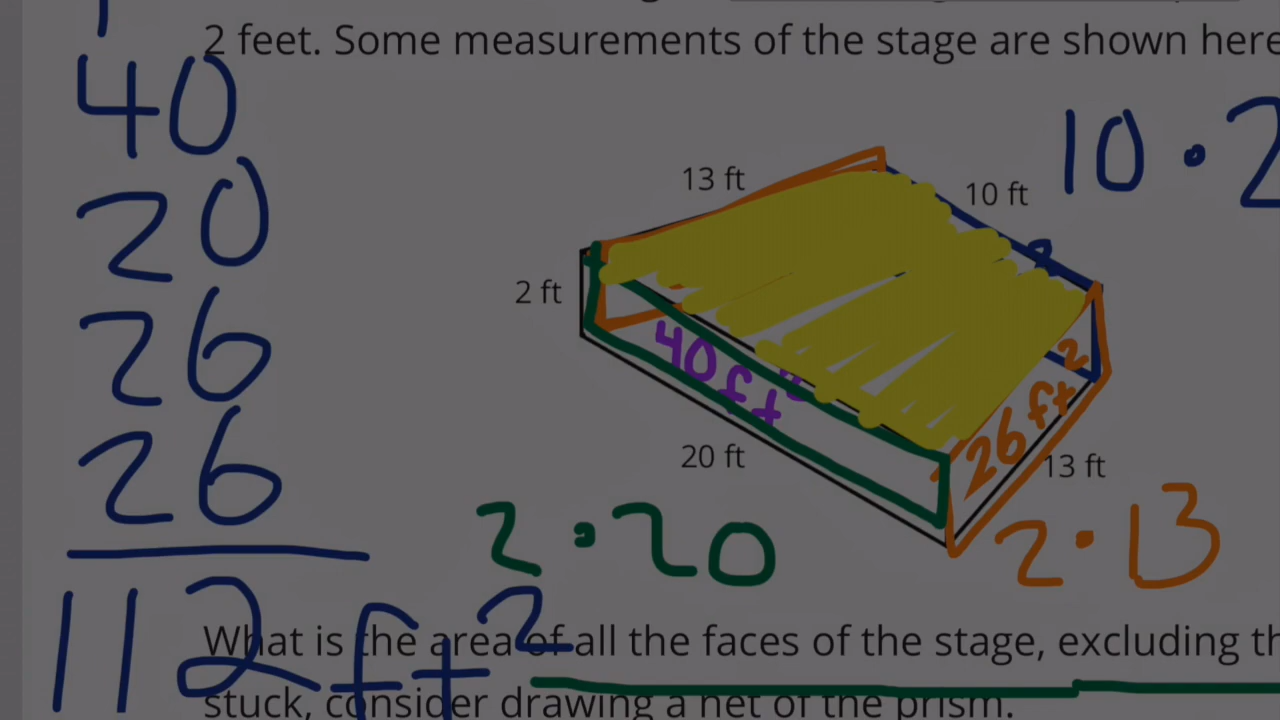 2 feet. Some measurements of the stage are shown here
40
20
26
26
112 ft²
13 ft
10 ft
10 · 2
2
2 ft
40 ft²
26 ft²
20 ft
13 ft
2 · 20
2 · 13
What is the area of all the faces of the stage, excluding th
stuck, consider drawing a net of the prism.